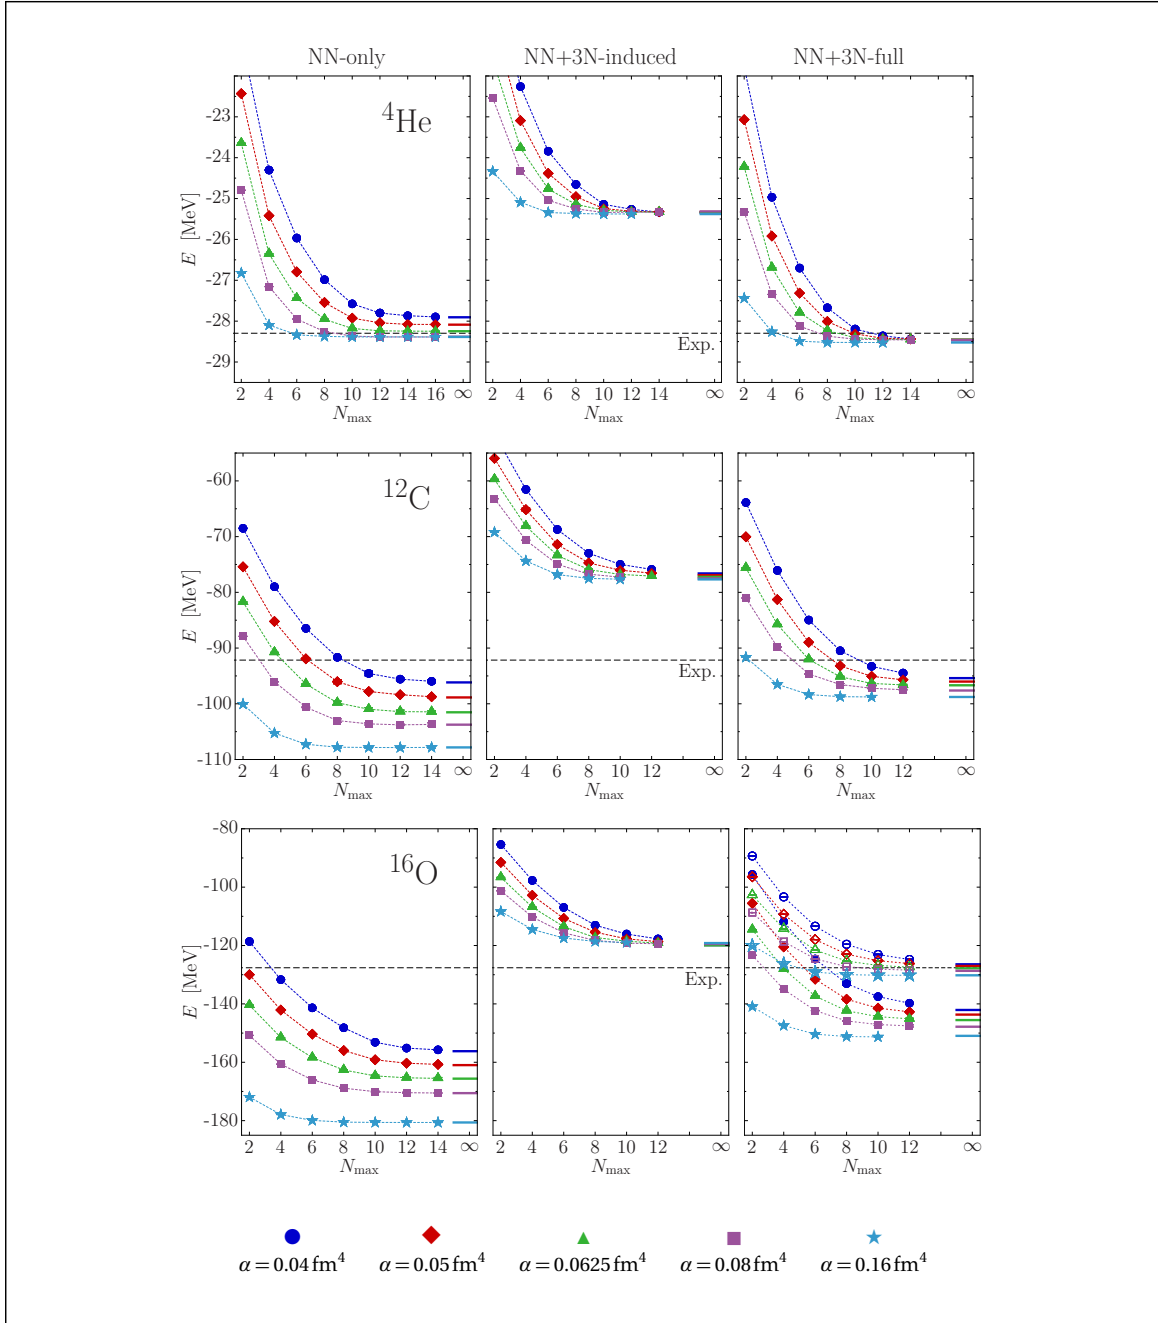 NN-only NN+3N-induced NN+3N-full
-23
-24
-25
-26
-27
-28
-29
E [MeV]
⁴He
Exp.
Exp.
2 4 6 8 10 12 14 16 ∞
2 4 6 8 10 12 14 ∞
2 4 6 8 10 12 14 ∞
Nmax Nmax Nmax
-60
-70
-80
-90
-100
-110
E [MeV]
¹²C
Exp.
2 4 6 8 10 12 14 ∞
2 4 6 8 10 12 ∞
2 4 6 8 10 12 ∞
Nmax Nmax Nmax
-80
-100
-120
-140
-160
-180
E [MeV]
¹⁶O
Exp.
2 4 6 8 10 12 14 ∞
2 4 6 8 10 12 ∞
2 4 6 8 10 12 ∞
Nmax Nmax Nmax
α = 0.04 fm⁴ α = 0.05 fm⁴ α = 0.0625 fm⁴ α = 0.08 fm⁴ α = 0.16 fm⁴